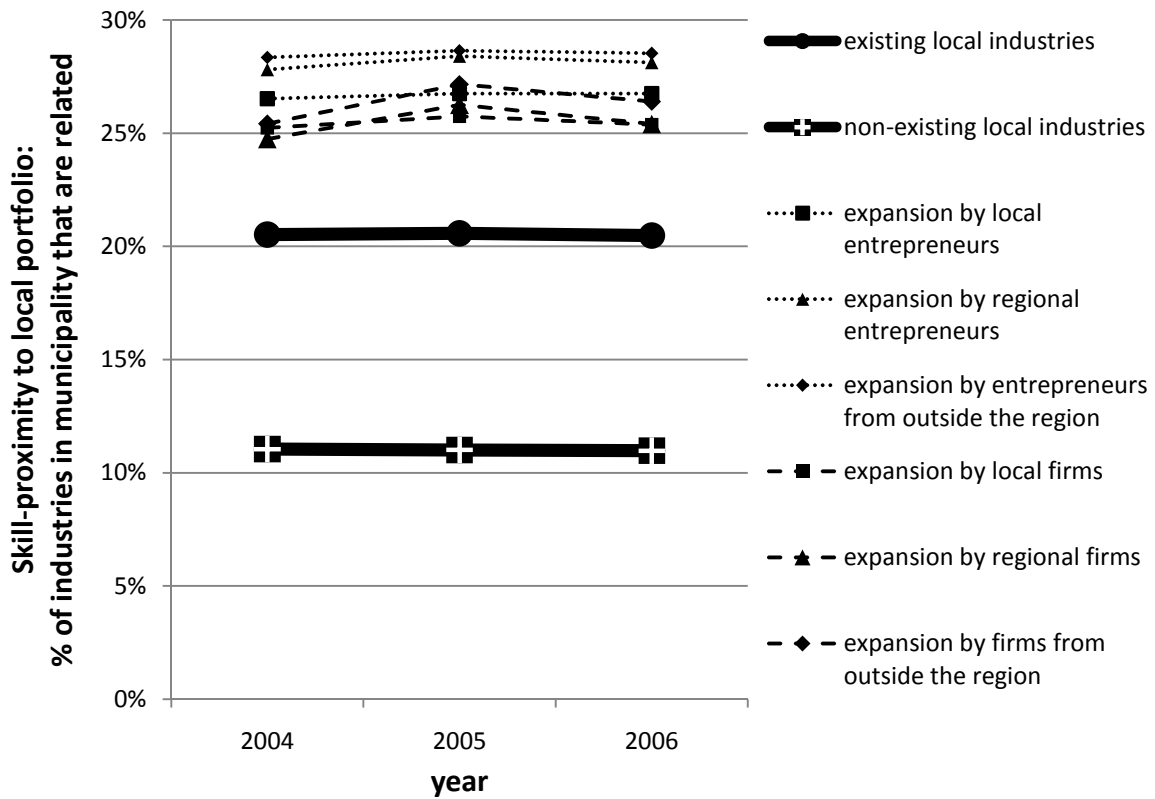 Skill-proximity to local portfolio:
% of industries in municipality that are related
30%
25%
20%
15%
10%
5%
0%
2004
2005
2006
year
existing local industries
non-existing local industries
expansion by local
entrepreneurs
expansion by regional
entrepreneurs
expansion by entrepreneurs
from outside the region
expansion by local firms
expansion by regional firms
expansion by firms from
outside the region